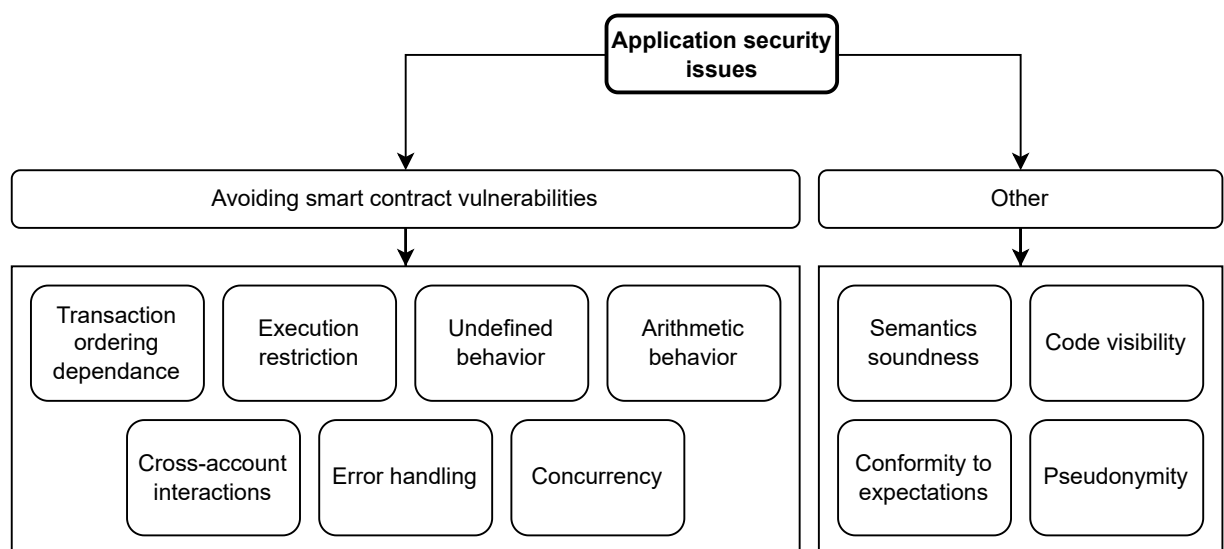 Application security
issues
Avoiding smart contract vulnerabilities
Other
Transaction
ordering
dependance
Execution
restriction
Undefined
behavior
Arithmetic
behavior
Cross-account
interactions
Error handling
Concurrency
Semantics
soundness
Code visibility
Conformity to
expectations
Pseudonymity